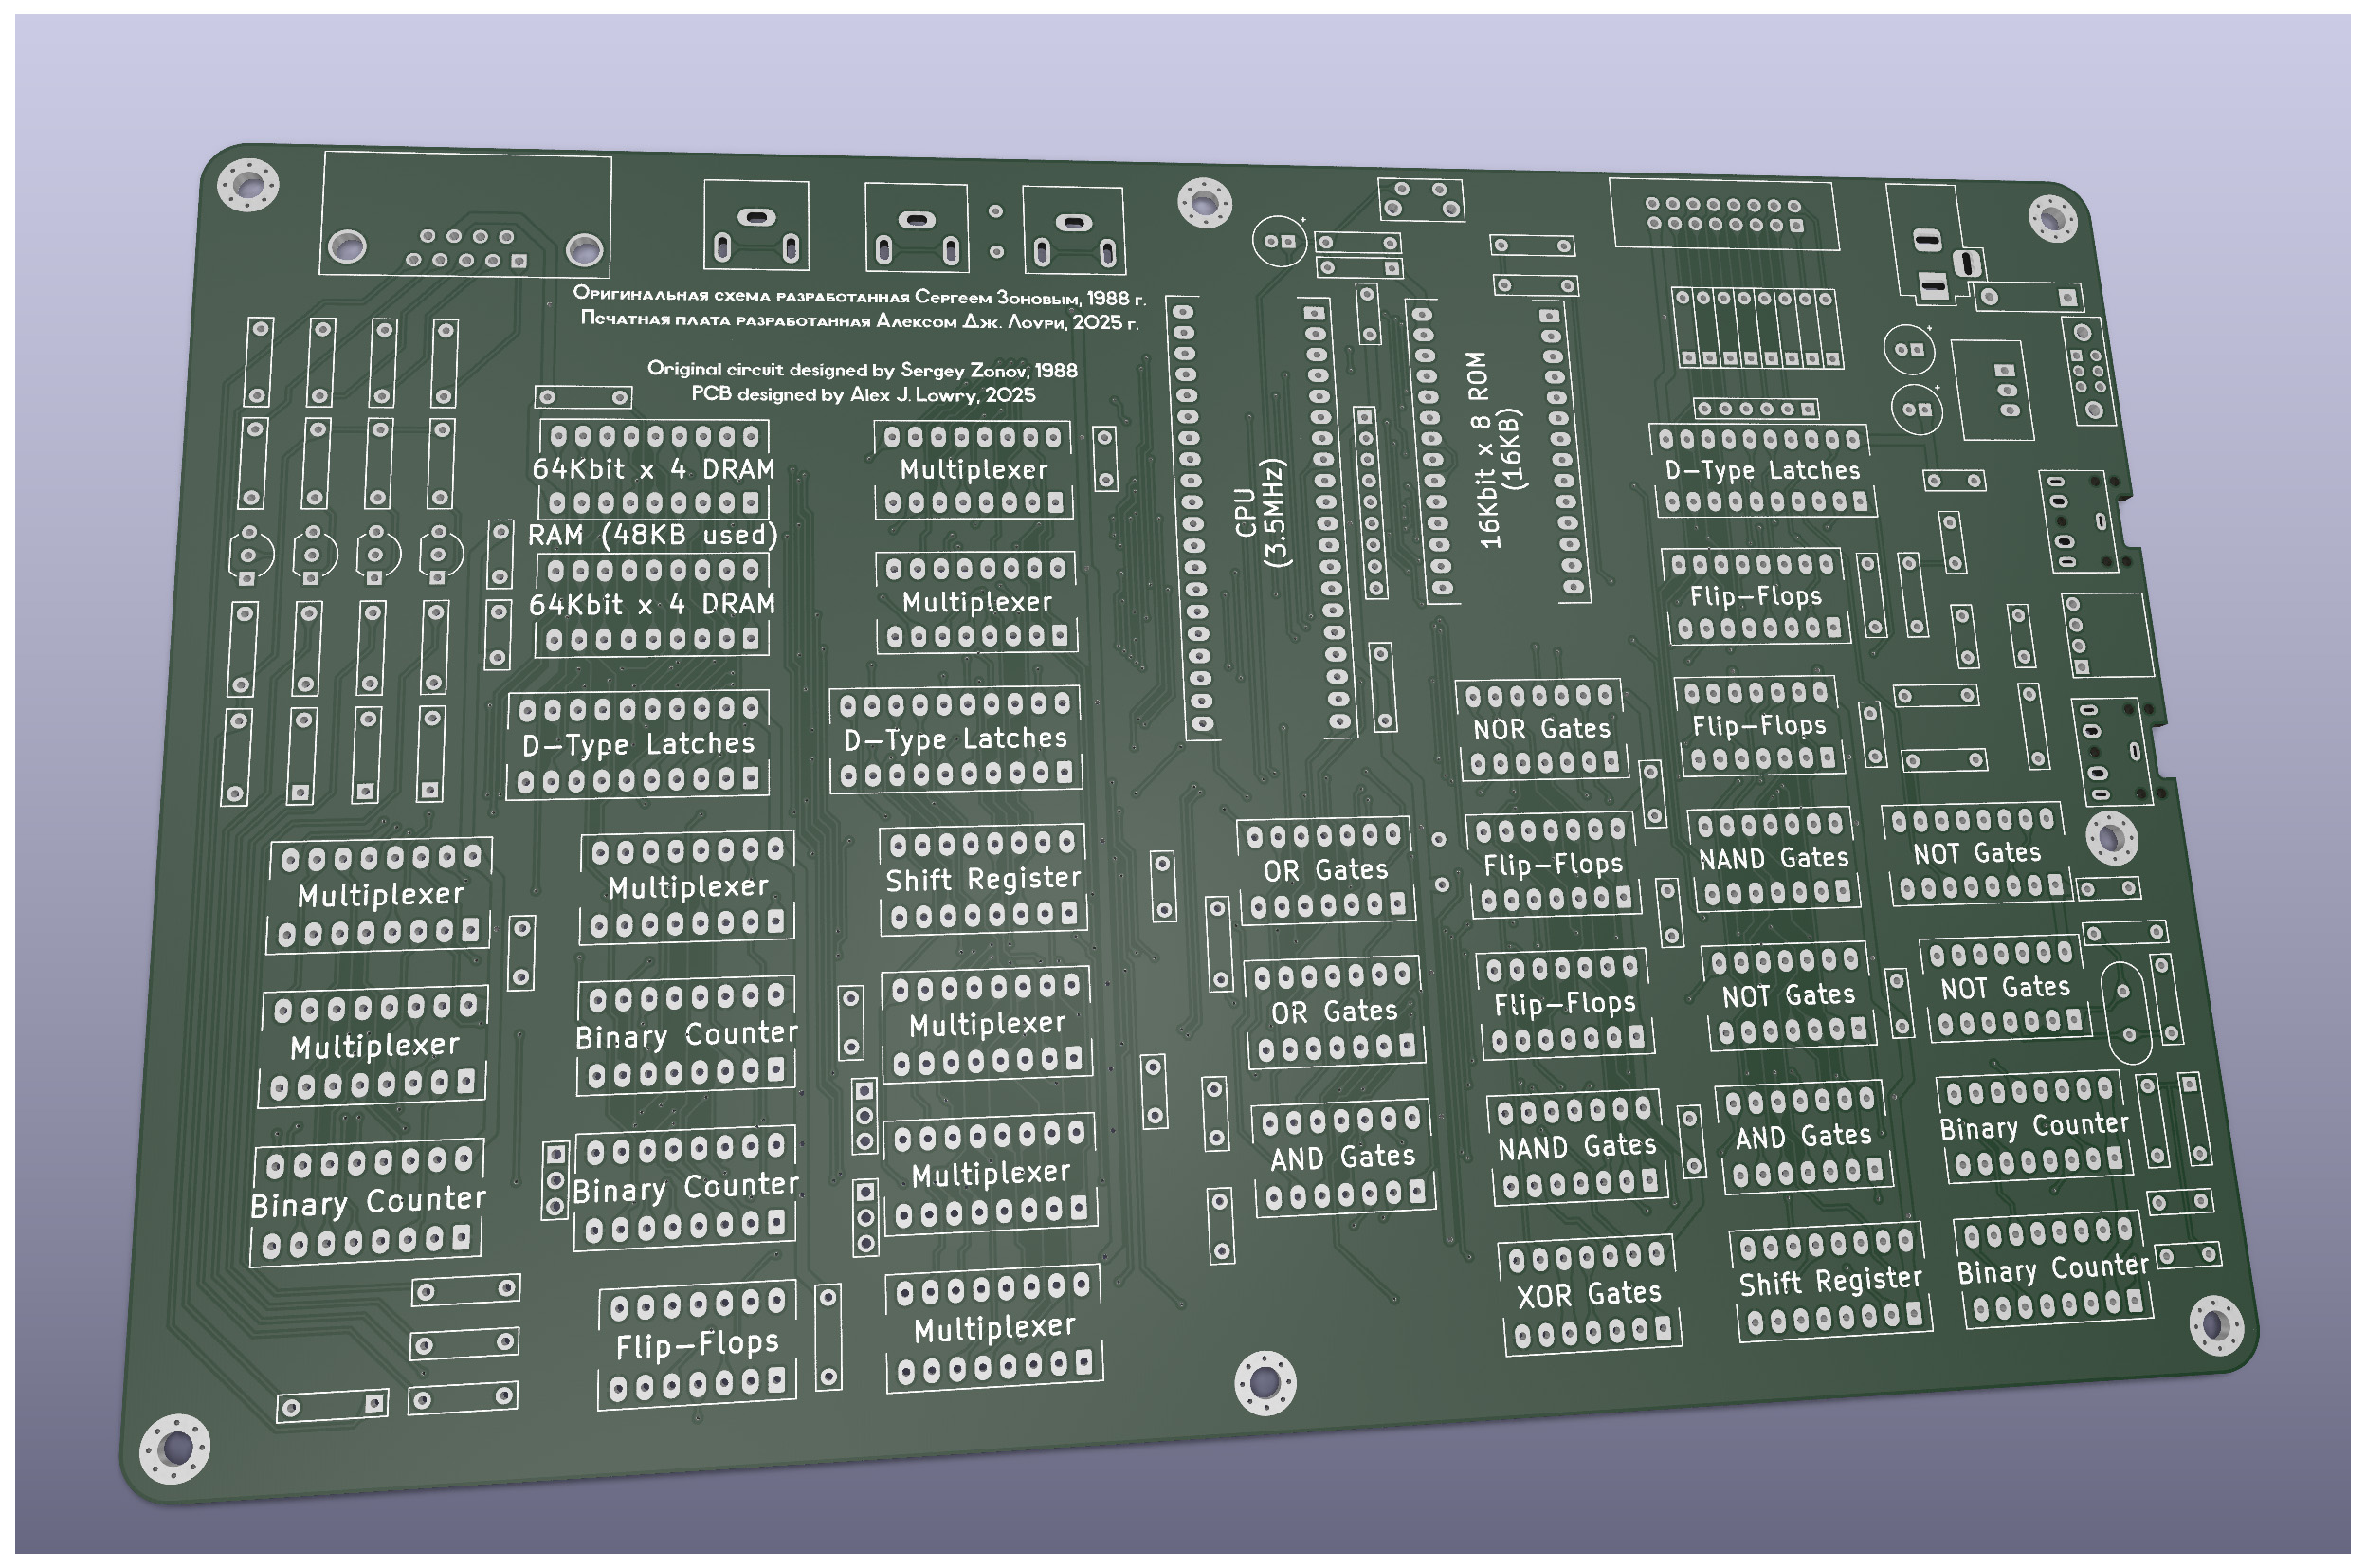 Оригинальная схема разработанная Сергеем Зоновым, 1988 г.
Печатная плата разработанная Алексом Дж. Лоури, 2025 г.
Original circuit designed by Sergey Zonov, 1988
PCB designed by Alex J. Lowry, 2025
64Kbit x 4 DRAM
RAM (48KB used)
64Kbit x 4 DRAM
D-Type Latches
Multiplexer
Multiplexer
D-Type Latches
CPU
(3.5MHz)
16Kbit x 8 ROM
(16KB)
D-Type Latches
Flip-Flops
NOR Gates
Flip-Flops
Multiplexer
Multiplexer
Shift Register
OR Gates
Flip-Flops
NAND Gates
NOT Gates
Multiplexer
Binary Counter
Multiplexer
OR Gates
Flip-Flops
NOT Gates
NOT Gates
Binary Counter
Binary Counter
Multiplexer
AND Gates
NAND Gates
AND Gates
Binary Counter
Flip-Flops
Multiplexer
XOR Gates
Shift Register
Binary Counter